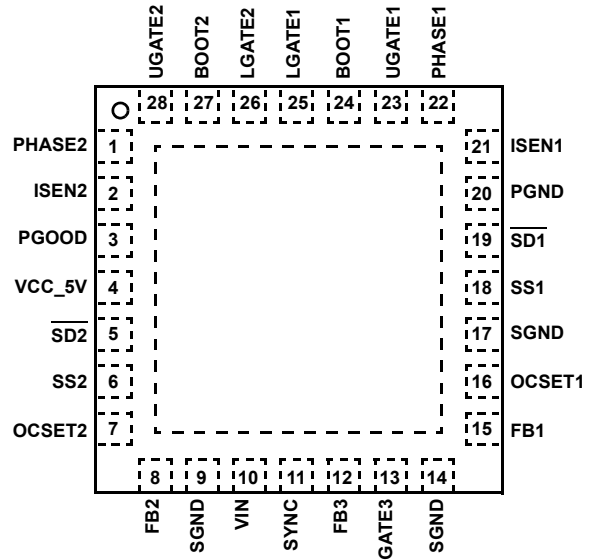 UGATE2 BOOT2 LGATE2 LGATE1 BOOT1 UGATE1 PHASE1
28 27 26 25 24 23 22
PHASE2 1
ISEN2 2
PGOOD 3
VCC_5V 4
SD2 5
SS2 6
OCSET2 7
21 ISEN1
20 PGND
19 SD1
18 SS1
17 SGND
16 OCSET1
15 FB1
8 9 10 11 12 13 14
FB2 SGND VIN SYNC FB3 GATE3 SGND